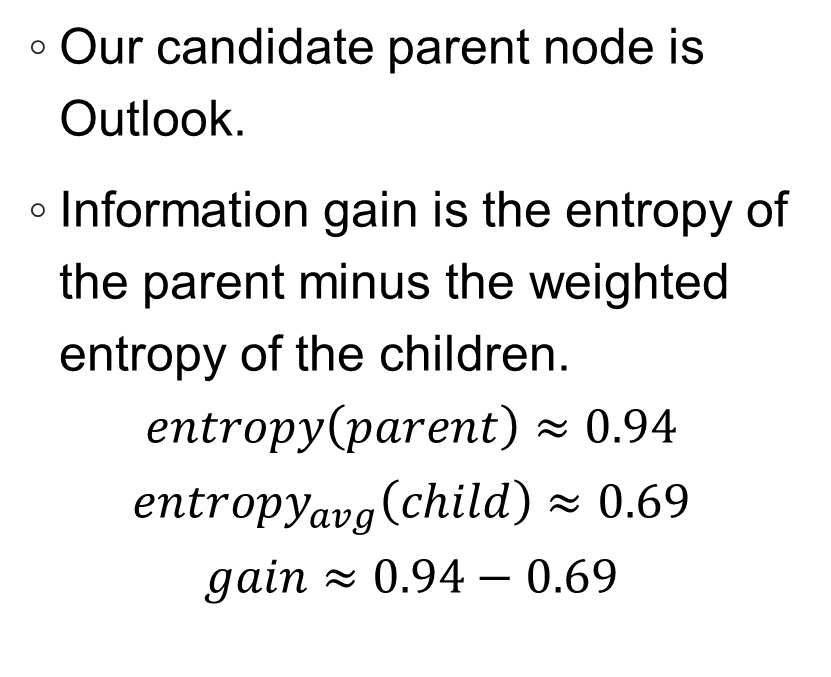 ◦ Our candidate parent node is
Outlook.
◦ Information gain is the entropy of
the parent minus the weighted
entropy of the children.
entropy(parent) ≈ 0.94
entropy_avg(child) ≈ 0.69
gain ≈ 0.94 − 0.69